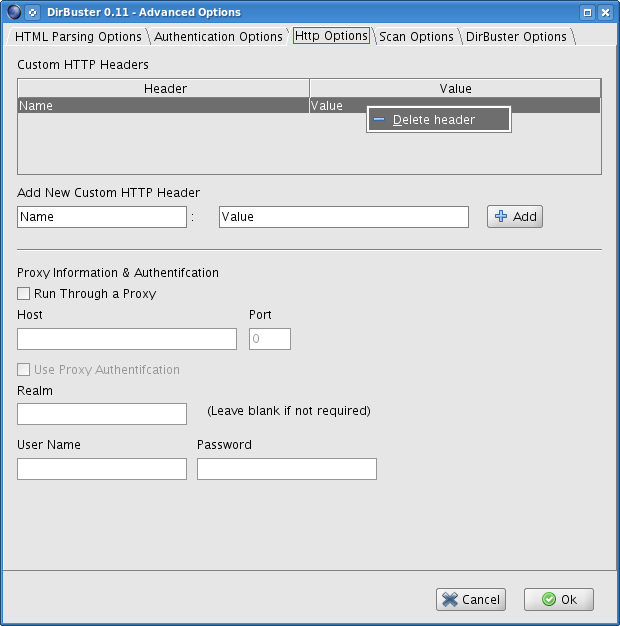 DirBuster 0.11 - Advanced Options
HTML Parsing Options Authentication Options Http Options Scan Options DirBuster Options
Custom HTTP Headers
Header Value
Name Value
Delete header
Add New Custom HTTP Header
Name : Value Add
Proxy Information & Authentifcation
Run Through a Proxy
Host Port
0
Use Proxy Authentifcation
Realm
(Leave blank if not required)
User Name Password
Cancel Ok